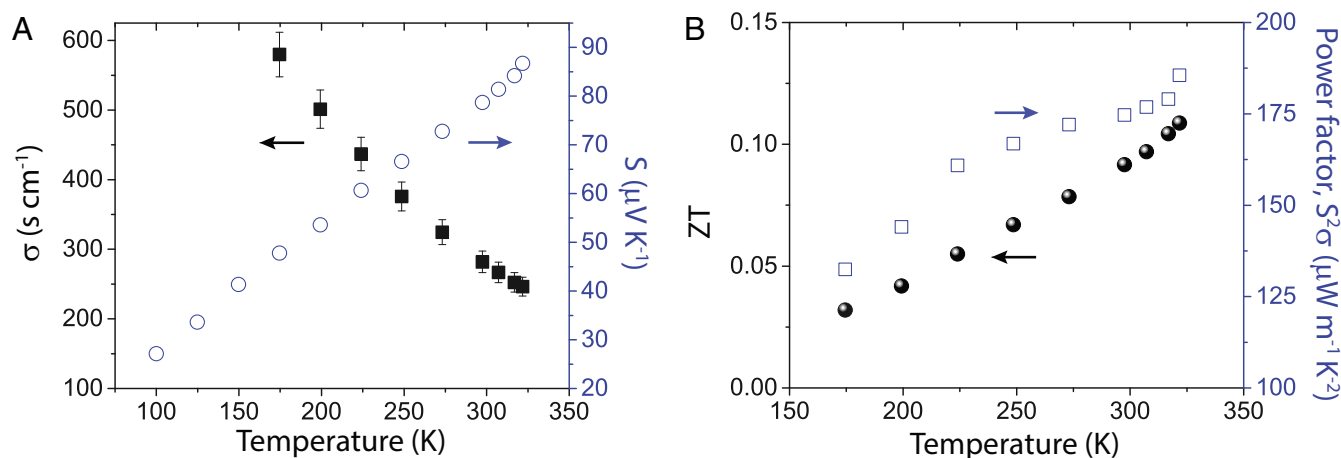 A
600
500
400
300
200
100
σ (s cm⁻¹)
100 150 200 250 300 350
Temperature (K)
90
80
70
60
50
40
30
20
S (μV K⁻¹)
B
0.15
0.10
0.05
0.00
ZT
150 200 250 300 350
Temperature (K)
200
175
150
125
100
Power factor, S²σ (μW m⁻¹ K⁻²)